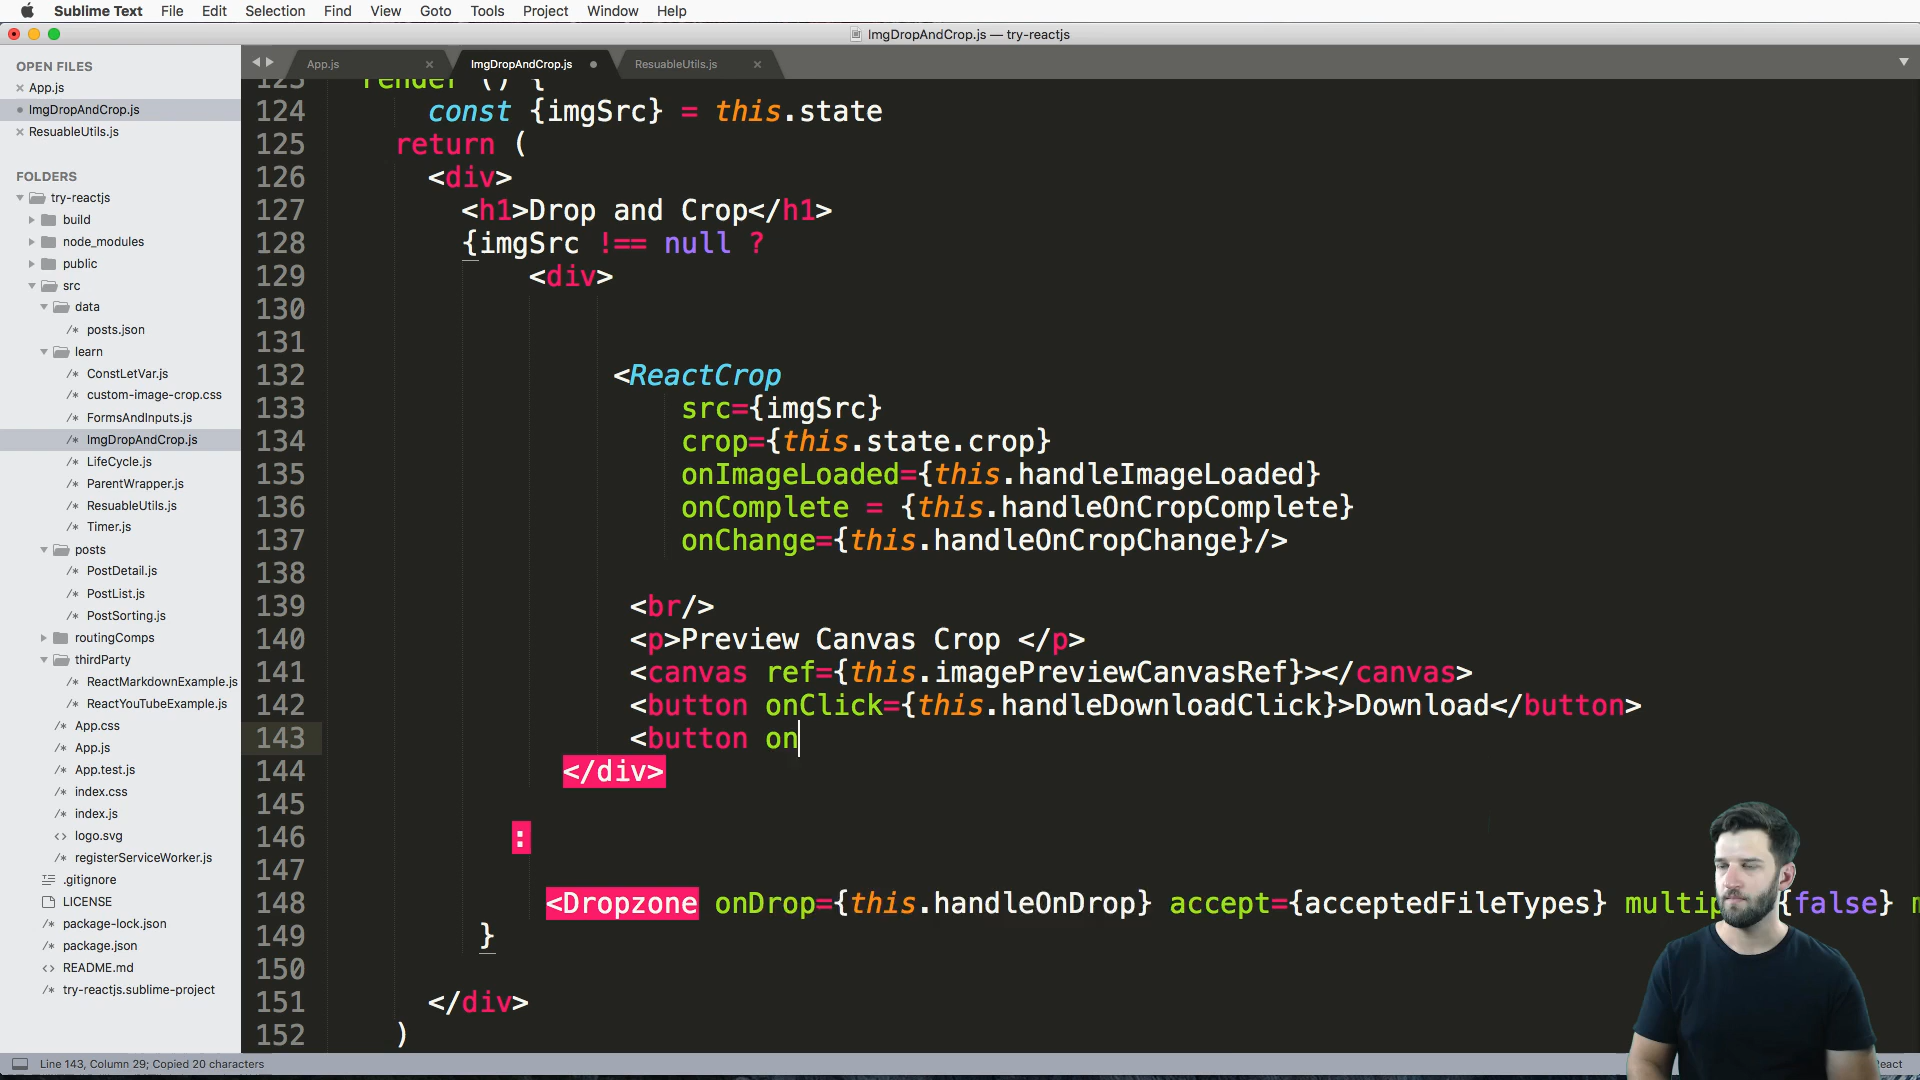 Sublime Text File Edit Selection Find View Goto Tools Project Window Help
ImgDropAndCrop.js — try-reactjs
OPEN FILES
App.js
ImgDropAndCrop.js
ResuableUtils.js
FOLDERS
try-reactjs
build
node_modules
public
src
data
posts.json
learn
ConstLetVar.js
custom-image-crop.css
FormsAndInputs.js
ImgDropAndCrop.js
LifeCycle.js
ParentWrapper.js
ResuableUtils.js
Timer.js
posts
PostDetail.js
PostList.js
PostSorting.js
routingComps
thirdParty
ReactMarkdownExample.js
ReactYouTubeExample.js
App.css
App.js
App.test.js
index.css
index.js
logo.svg
registerServiceWorker.js
.gitignore
LICENSE
package-lock.json
package.json
README.md
try-reactjs.sublime-project
App.js ImgDropAndCrop.js ResuableUtils.js
123 render () {
124 const {imgSrc} = this.state
125 return (
126 <div>
127 <h1>Drop and Crop</h1>
128 {imgSrc !== null ?
129 <div>
130
131
132 <ReactCrop
133 src={imgSrc}
134 crop={this.state.crop}
135 onImageLoaded={this.handleImageLoaded}
136 onComplete = {this.handleOnCropComplete}
137 onChange={this.handleOnCropChange}/>
138
139 <br/>
140 <p>Preview Canvas Crop </p>
141 <canvas ref={this.imagePreviewCanvasRef}></canvas>
142 <button onClick={this.handleDownloadClick}>Download</button>
143 <button on
144 </div>
145
146 :
147
148 <Dropzone onDrop={this.handleOnDrop} accept={acceptedFileTypes} {false}
149 }
150
151 </div>
152 )
Line 143, Column 29; Copied 20 characters